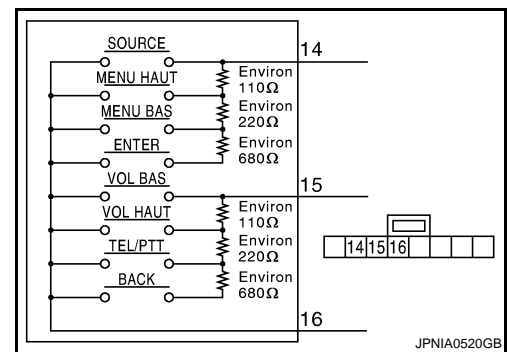 SOURCE
14
Environ
110Ω
MENU HAUT
Environ
220Ω
MENU BAS
Environ
680Ω
ENTER
VOL BAS
15
Environ
110Ω
VOL HAUT
Environ
220Ω
TEL/PTT
Environ
680Ω
BACK
16
14 15 16
JPNIA0520GB